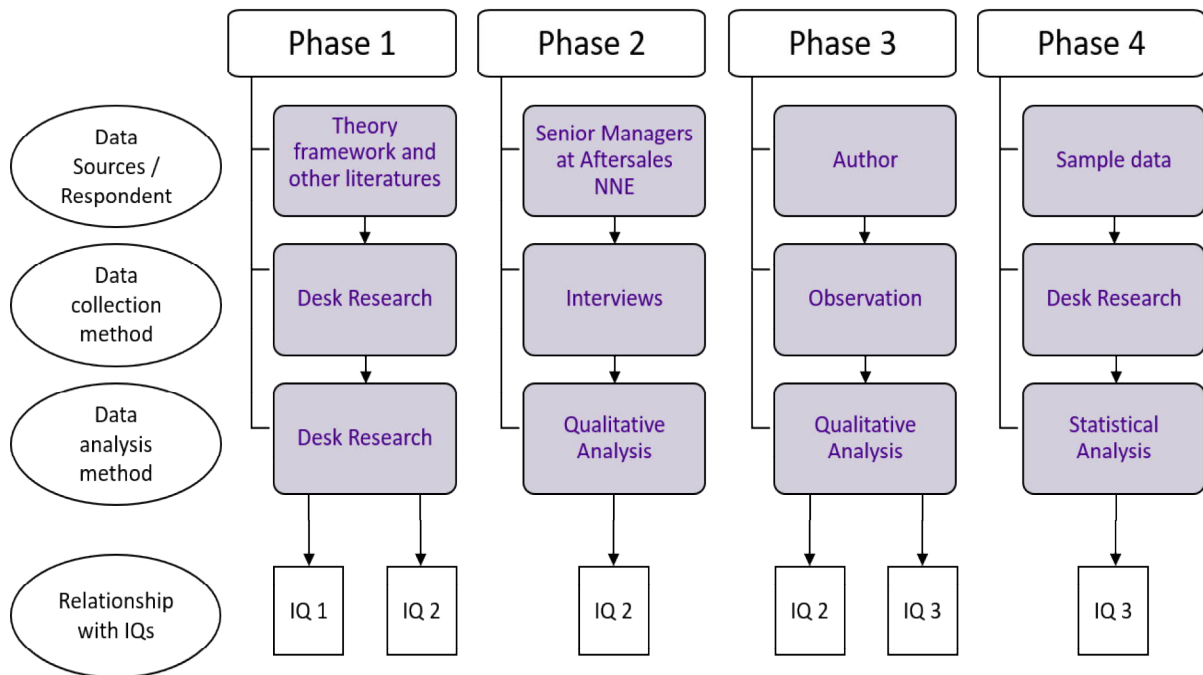 Phase 1
Phase 2
Phase 3
Phase 4
Data
Sources /
Respondent
Theory
framework and
other literatures
Senior Managers
at Aftersales
NNE
Author
Sample data
Data
collection
method
Desk Research
Interviews
Observation
Desk Research
Data
analysis
method
Desk Research
Qualitative
Analysis
Qualitative
Analysis
Statistical
Analysis
Relationship
with IQs
IQ 1
IQ 2
IQ 2
IQ 2
IQ 3
IQ 3